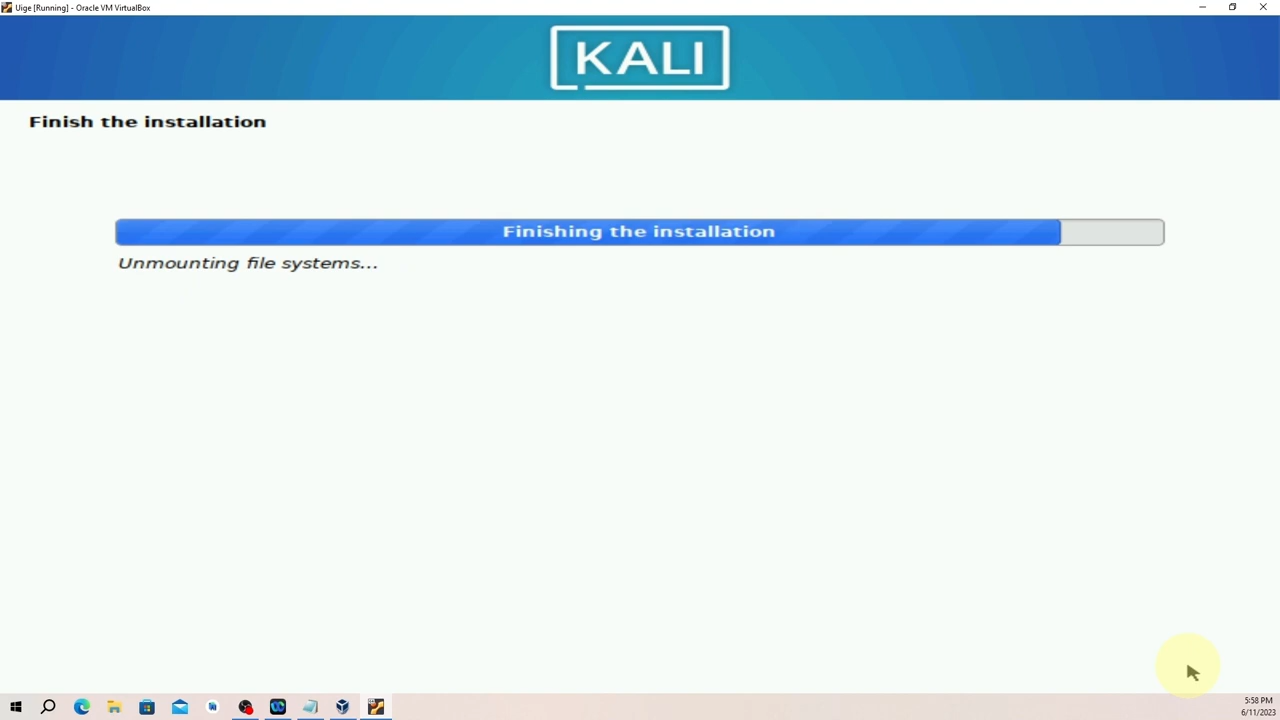 Uige [Running] - Oracle VM VirtualBox
KALI
Finish the installation
Finishing the installation
Unmounting file systems...
5:58 PM
6/11/2023